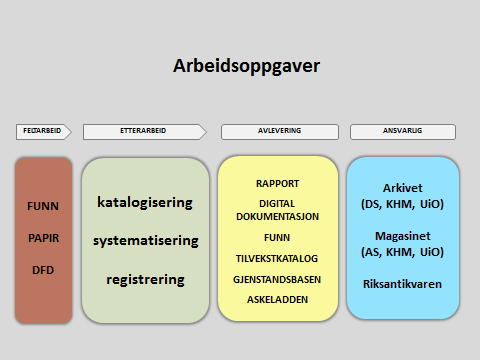 Arbeidsoppgaver
FELTARBEID
ETTERARBEID
AVLEVERING
ANSVARLIG
FUNN
PAPIR
DFD
katalogisering
systematisering
registrering
RAPPORT
DIGITAL
DOKUMENTASJON
FUNN
TILVEKSTKATALOG
GJENSTANDSBASEN
ASKELADDEN
Arkivet
(DS, KHM, UiO)
Magasinet
(AS, KHM, UiO)
Riksantikvaren